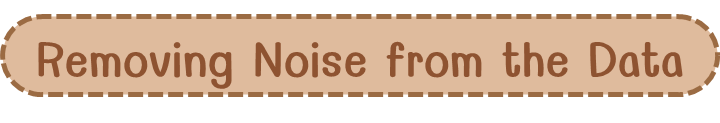 Removing Noise from the Data